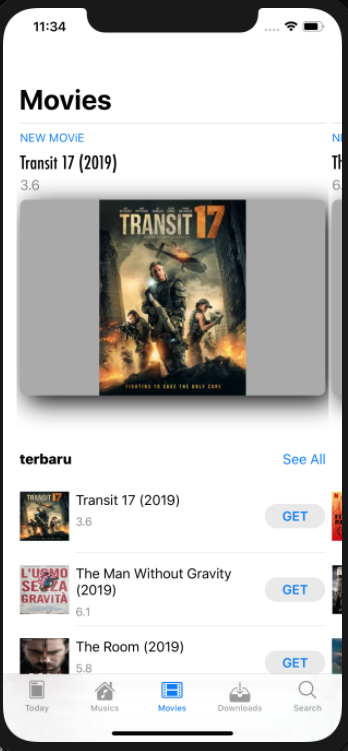 11:34
Movies
NEW MOViE
Transit 17 (2019)
3.6
TRANSIT 17
FIGHTING TO SAVE THE ONLY CURE
terbaru
See All
TRANSIT 17
Transit 17 (2019)
3.6
GET
L'UOMO
SENZA
GRAVITÀ
The Man Without Gravity
(2019)
6.1
GET
The Room (2019)
5.8
GET
Today
Musics
Movies
Downloads
Search